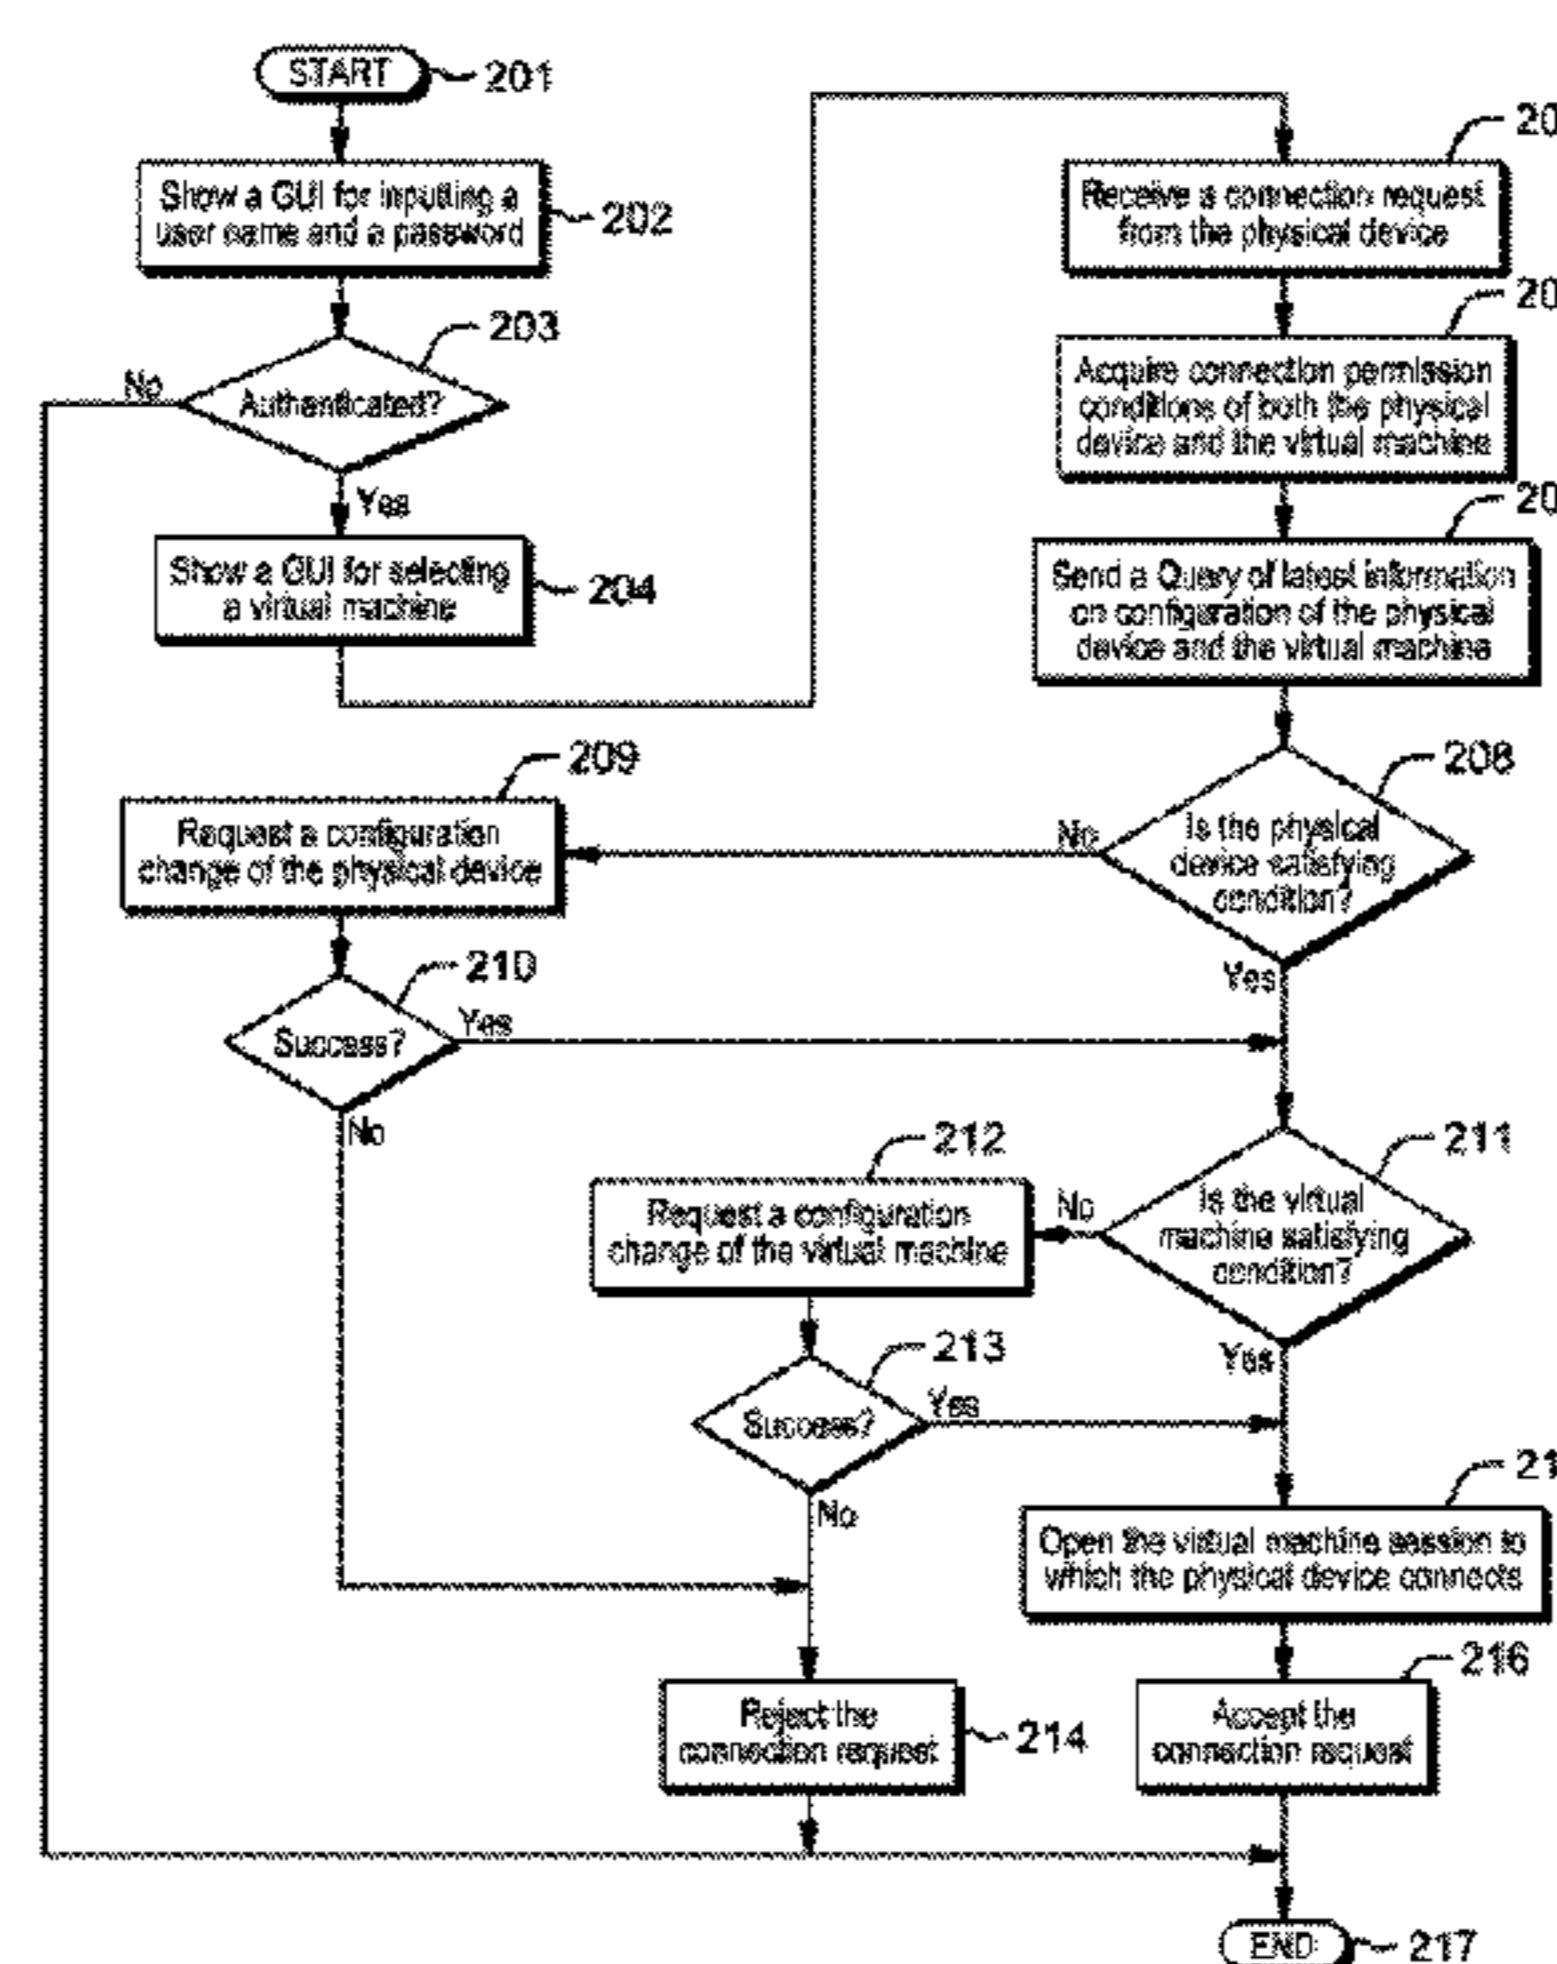 START
201
Show a GUI for inputting a
user name and a password
202
203
Authenticated?
No
Yes
Show a GUI for selecting
a virtual machine
204
20
Receive a connection request
from the physical device
20
Acquire connection permission
conditions of both the physical
device and the virtual machine
20
Send a Query of latest information
on configuration of the physical
device and the virtual machine
208
Is the physical
device satisfying
condition?
No
Yes
209
Request a configuration
change of the physical device
210
Success?
Yes
No
211
Is the virtual
machine satisfying
condition?
No
Yes
212
Request a configuration
change of the virtual machine
213
Success?
Yes
No
21
Open the virtual machine session to
which the physical device connects
Reject the
connection request
214
216
Accept the
connection request
END
217